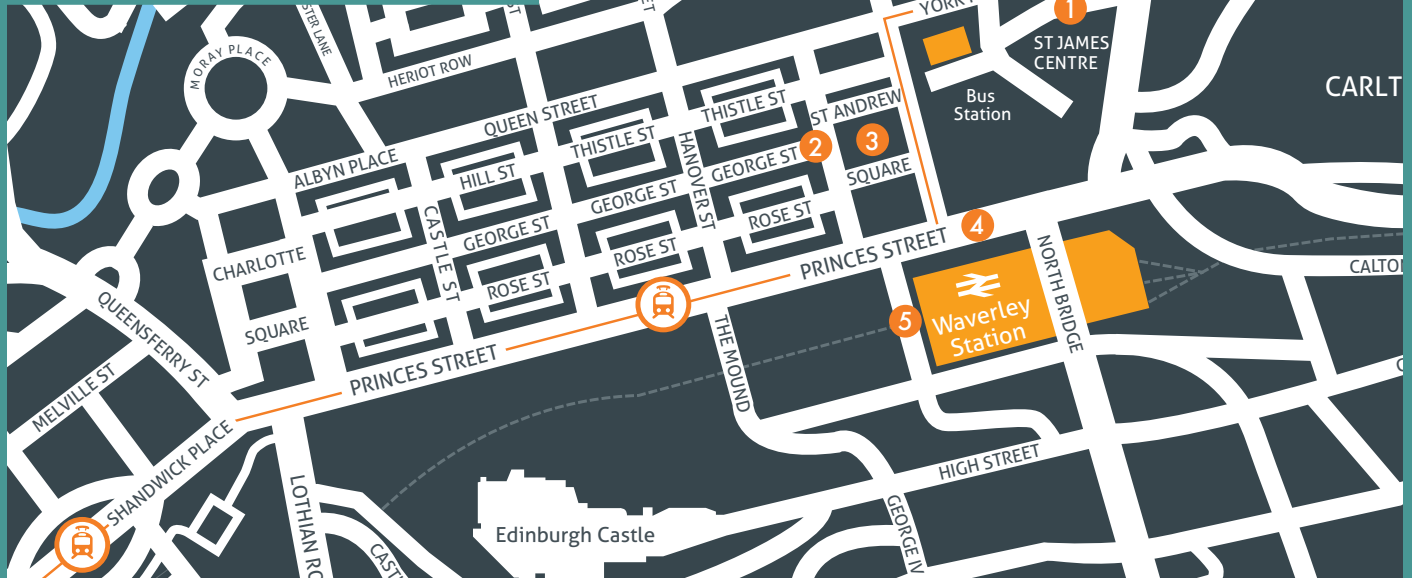 YORK
1
ST JAMES
CENTRE
CARLT
MORAY PLACE
HERIOT ROW
Bus
Station
QUEEN STREET
THISTLE ST
ST ANDREW
THISTLE ST
HANOVER ST
GEORGE ST
2
3
SQUARE
ALBYN PLACE
HILL ST
GEORGE ST
ROSE ST
CASTLE ST
GEORGE ST
ROSE ST
PRINCES STREET
4
CHARLOTTE
ROSE ST
NORTH BRIDGE
CALTO
QUEENSFERRY ST
SQUARE
THE MOUND
5
Waverley
Station
PRINCES STREET
MELVILLE ST
SHANDWICK PLACE
HIGH STREET
LOTHIAN RO
Edinburgh Castle
GEORGE IV
CAST